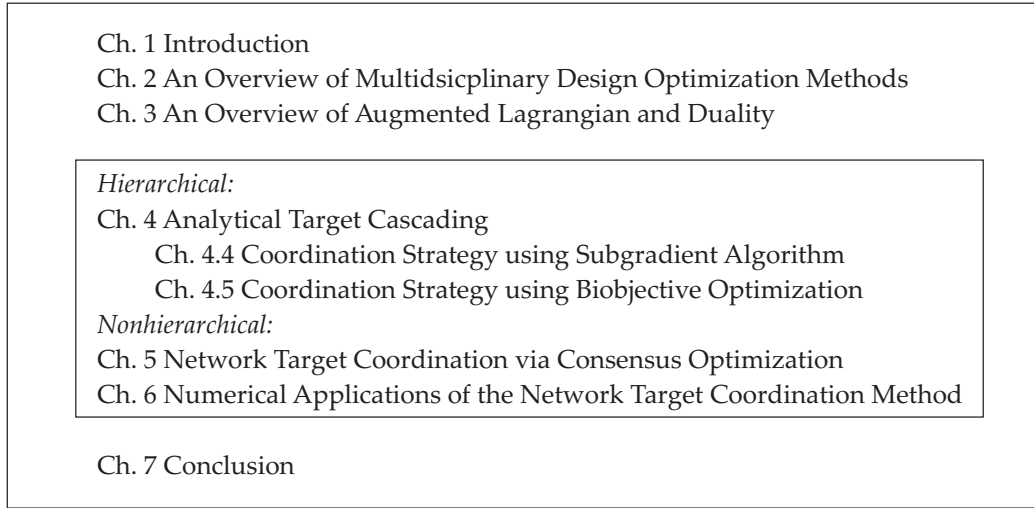 Ch. 1 Introduction
Ch. 2 An Overview of Multidsicplinary Design Optimization Methods
Ch. 3 An Overview of Augmented Lagrangian and Duality
Hierarchical:
Ch. 4 Analytical Target Cascading
Ch. 4.4 Coordination Strategy using Subgradient Algorithm
Ch. 4.5 Coordination Strategy using Biobjective Optimization
Nonhierarchical:
Ch. 5 Network Target Coordination via Consensus Optimization
Ch. 6 Numerical Applications of the Network Target Coordination Method
Ch. 7 Conclusion